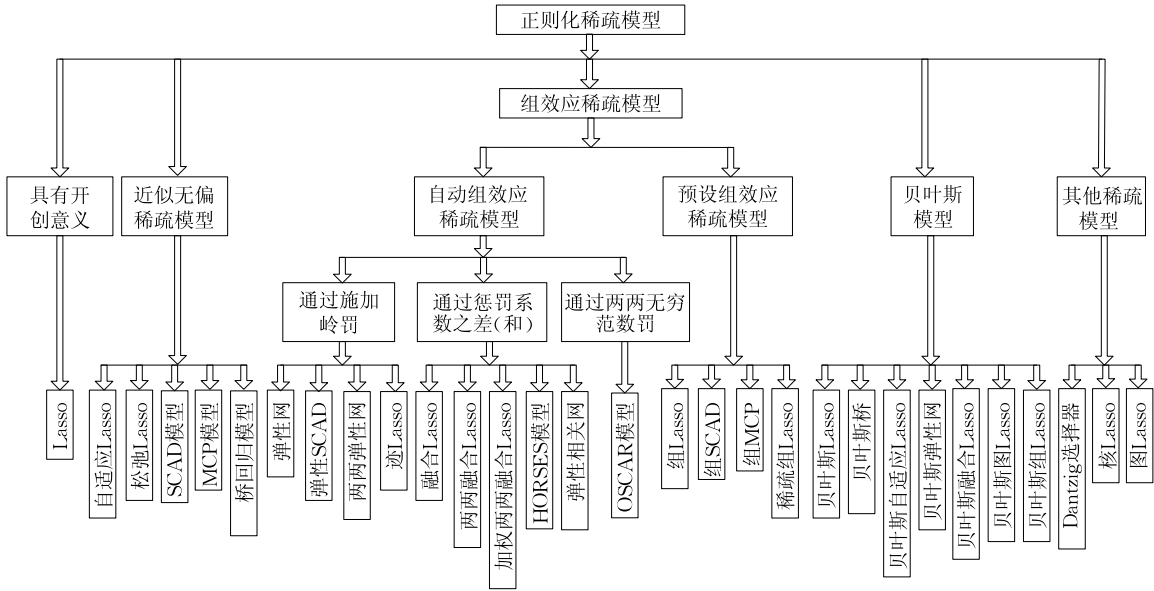 正则化稀疏模型
组效应稀疏模型
具有开
创意义
近似无偏
稀疏模型
自动组效应
稀疏模型
预设组效应
稀疏模型
贝叶斯
模型
其他稀疏
模型
通过施加
岭罚
通过惩罚系
数之差(和)
通过两两无穷
范数罚
Lasso
自适应Lasso
松弛Lasso
SCAD模型
MCP模型
桥回归模型
弹性网
弹性SCAD
两两弹性网
迹Lasso
融合Lasso
两两融合Lasso
加权两两融合Lasso
HORSES模型
弹性相关网
OSCAR模型
组Lasso
组SCAD
组MCP
稀疏组Lasso
贝叶斯Lasso
贝叶斯桥
贝叶斯自适应Lasso
贝叶斯弹性网
贝叶斯融合Lasso
贝叶斯图Lasso
贝叶斯组Lasso
Dantzig选择器
核Lasso
图Lasso